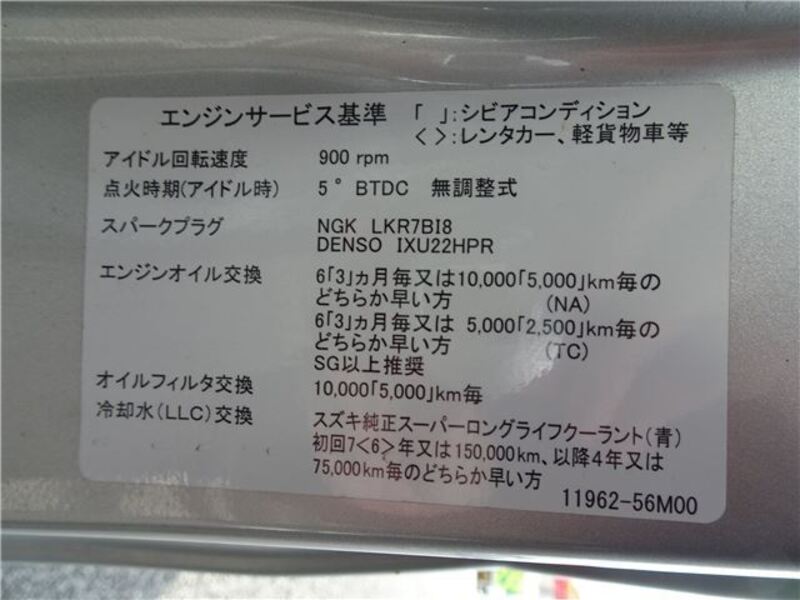 エンジンサービス基準 「 」:シビアコンディション
< >:レンタカー、軽貨物車等
アイドル回転速度 900 rpm
点火時期(アイドル時) 5° BTDC 無調整式
スパークプラグ NGK LKR7BI8
DENSO IXU22HPR
エンジンオイル交換 6「3」ヵ月毎又は10,000「5,000」km毎の
どちらか早い方 (NA)
6「3」ヵ月毎又は 5,000「2,500」km毎の
どちらか早い方 (TC)
SG以上推奨
オイルフィルタ交換 10,000「5,000」km毎
冷却水(LLC)交換 スズキ純正スーパーロングライフクーラント(青)
初回7<6>年又は150,000km、以降4年又は
75,000km毎のどちらか早い方
11962-56M00